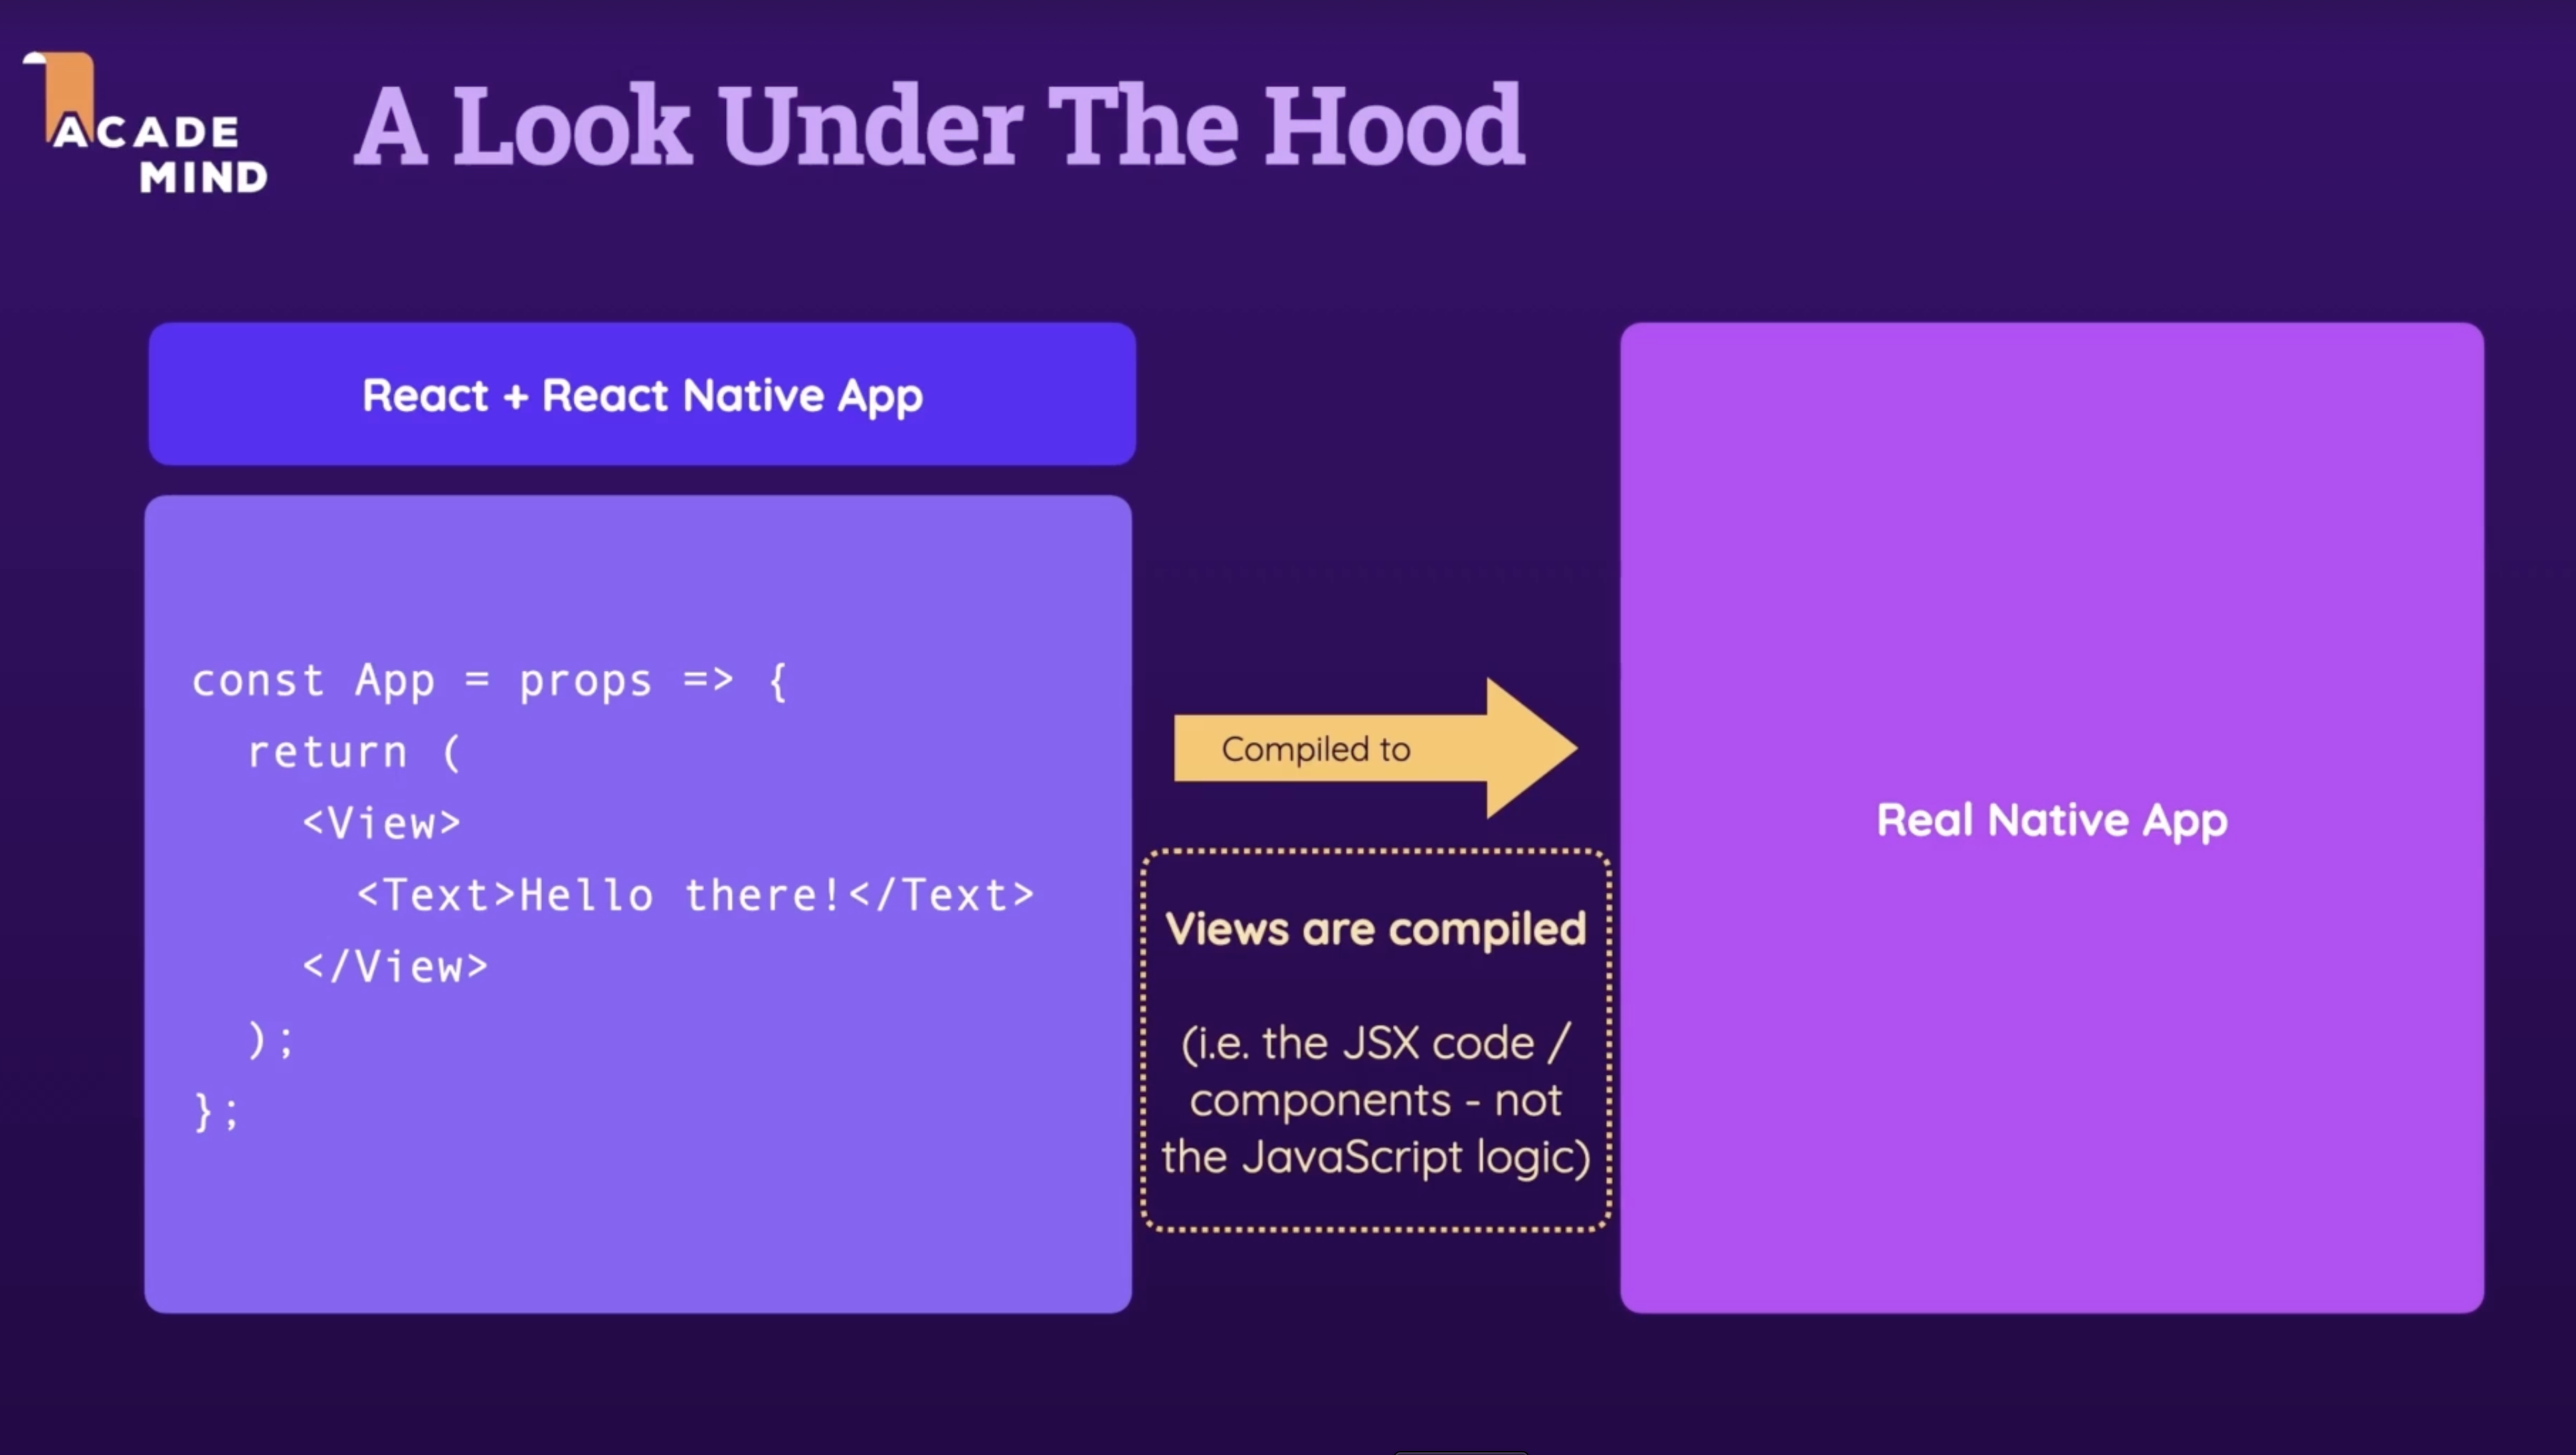 ACADE
MIND
A Look Under The Hood
React + React Native App
const App = props => {
  return (
    <View>
      <Text>Hello there!</Text>
    </View>
  );
};
Compiled to
Views are compiled
(i.e. the JSX code /
components - not
the JavaScript logic)
Real Native App